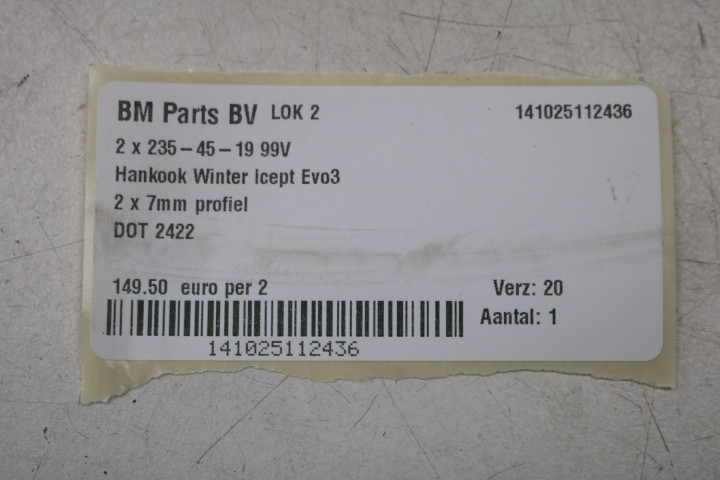 BM Parts BV LOK 2 141025112436
2 x 235-45-19 99V
Hankook Winter Icept Evo3
2 x 7mm profiel
DOT 2422
149.50 euro per 2 Verz: 20
Aantal: 1
141025112436